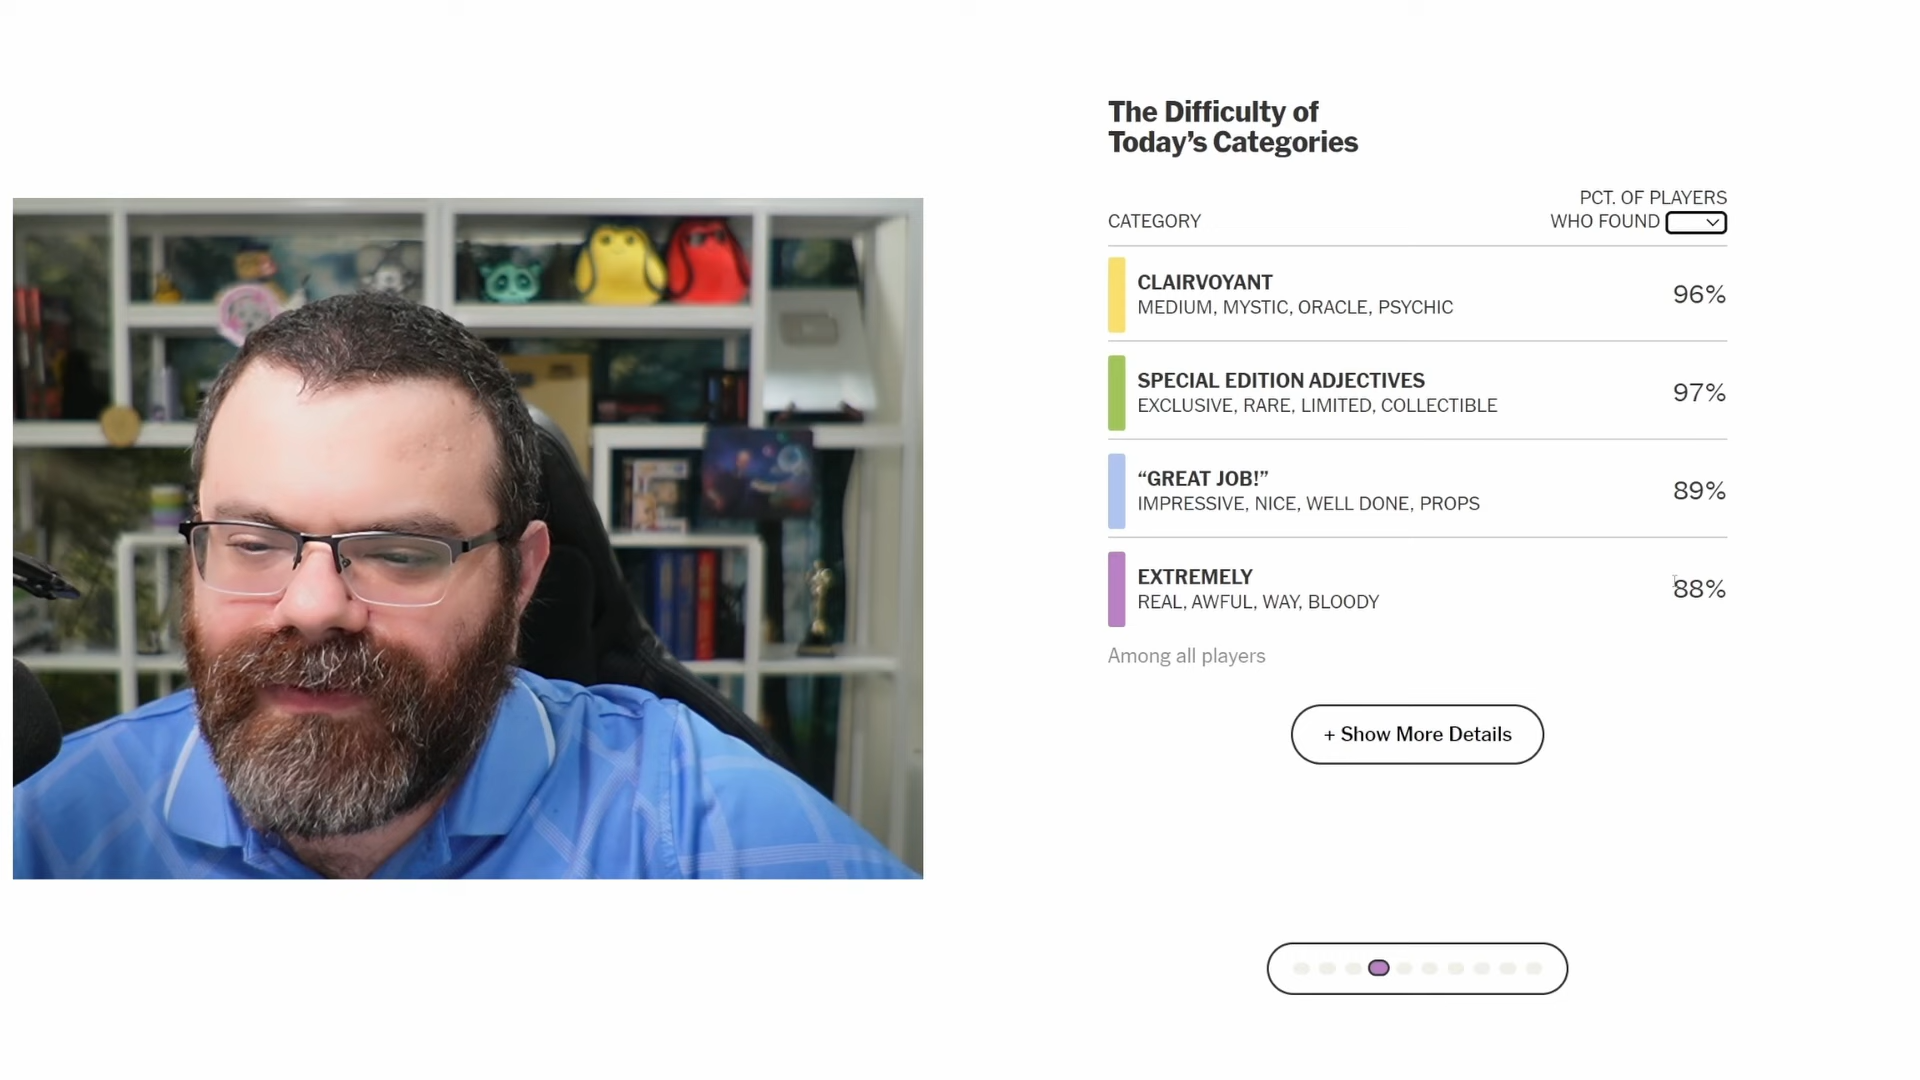 The Difficulty of
Today’s Categories
PCT. OF PLAYERS
CATEGORY WHO FOUND
CLAIRVOYANT
MEDIUM, MYSTIC, ORACLE, PSYCHIC 96%
SPECIAL EDITION ADJECTIVES
EXCLUSIVE, RARE, LIMITED, COLLECTIBLE 97%
“GREAT JOB!”
IMPRESSIVE, NICE, WELL DONE, PROPS 89%
EXTREMELY
REAL, AWFUL, WAY, BLOODY 88%
Among all players
+ Show More Details